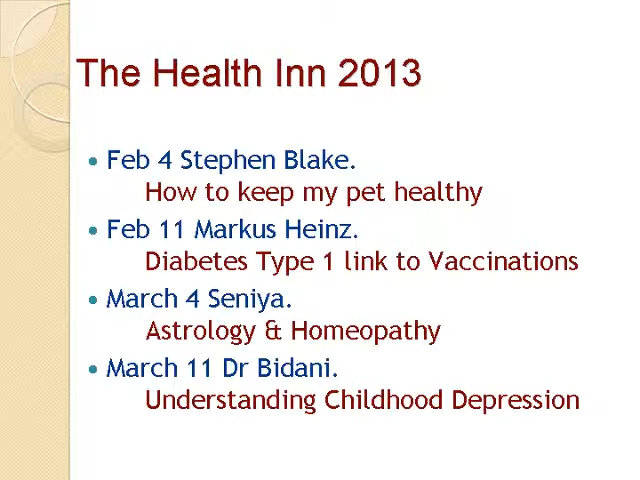 The Health Inn 2013
Feb 4 Stephen Blake.
How to keep my pet healthy
Feb 11 Markus Heinz.
Diabetes Type 1 link to Vaccinations
March 4 Seniya.
Astrology & Homeopathy
March 11 Dr Bidani.
Understanding Childhood Depression